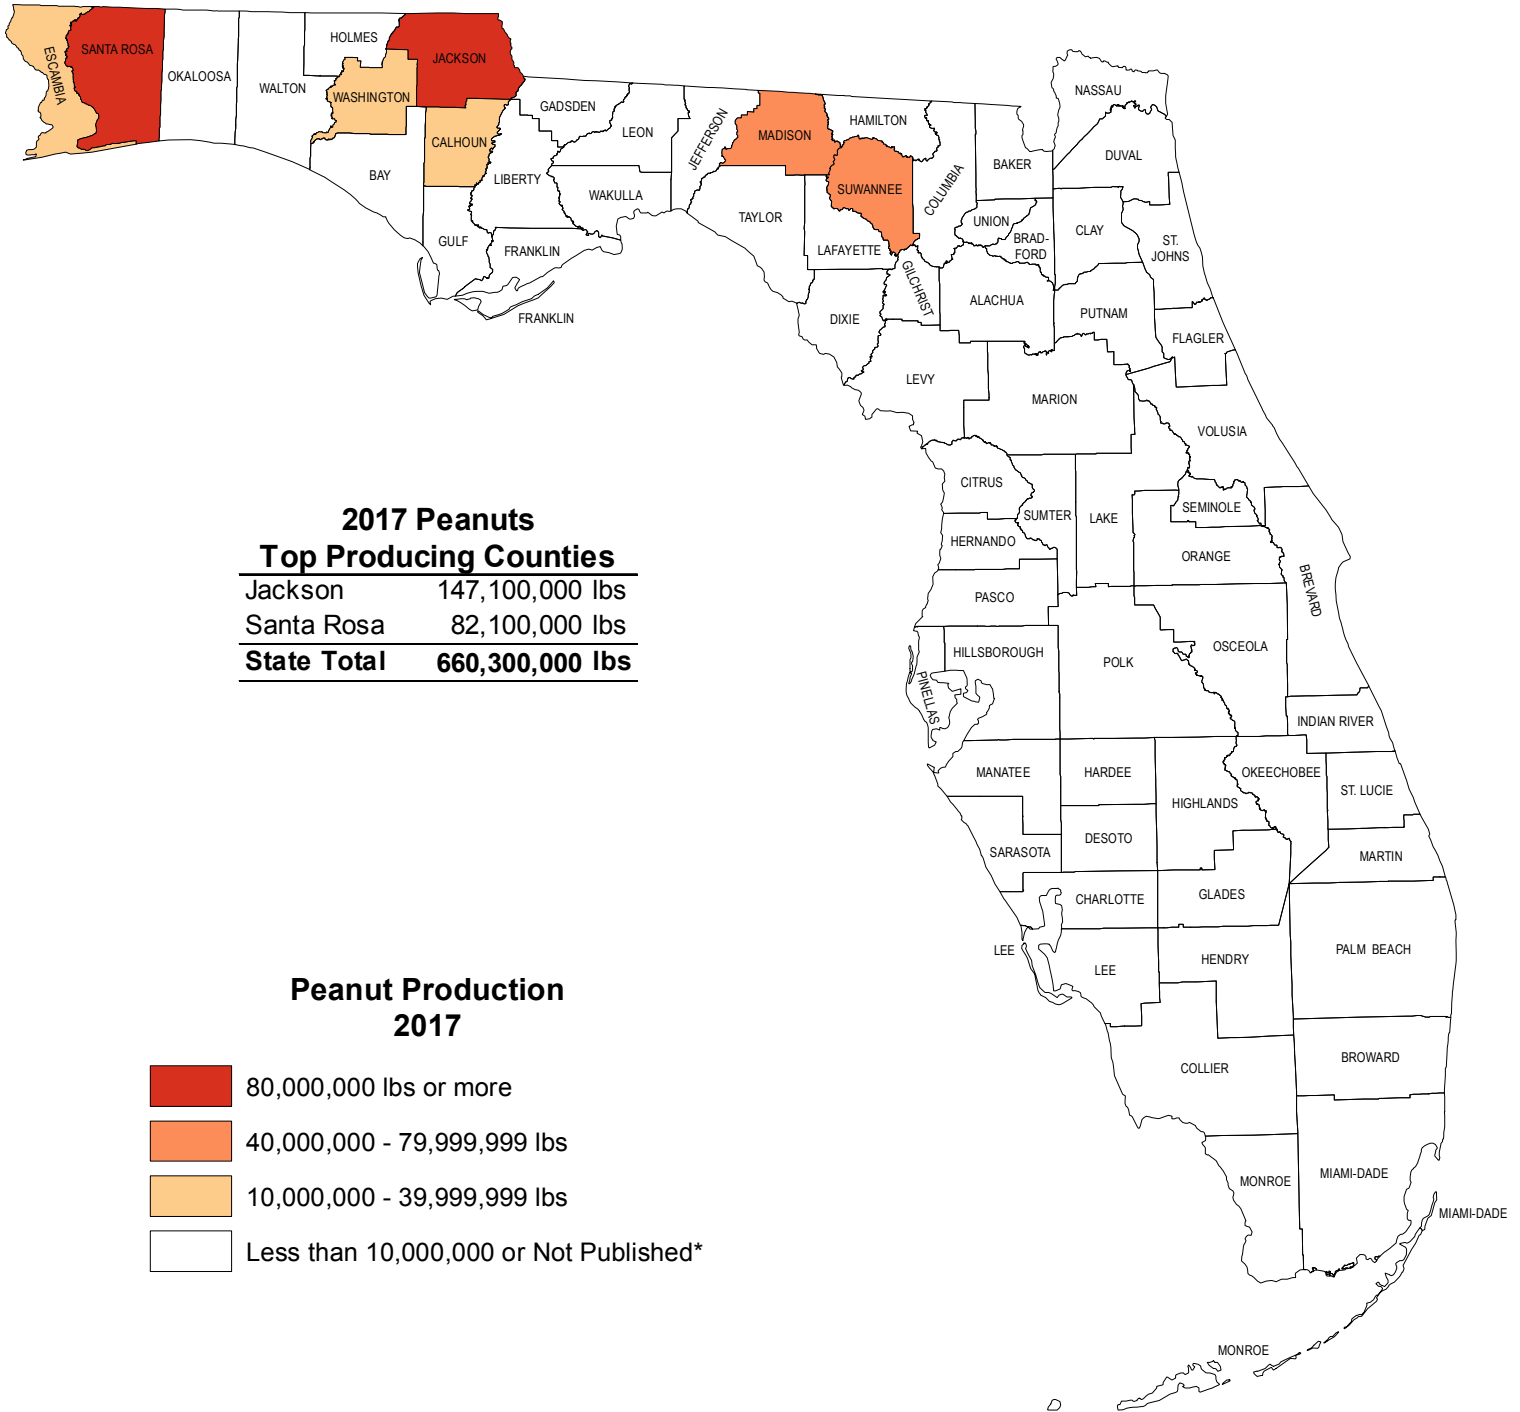 ESCAMBIA
SANTA ROSA
OKALOOSA
WALTON
HOLMES
WASHINGTON
JACKSON
CALHOUN
BAY
GULF
GADSDEN
LIBERTY
LEON
WAKULLA
FRANKLIN
FRANKLIN
JEFFERSON
MADISON
TAYLOR
HAMILTON
SUWANNEE
LAFAYETTE
COLUMBIA
BAKER
NASSAU
DUVAL
UNION
BRAD-
FORD
CLAY
ST.
JOHNS
GILCHRIST
DIXIE
ALACHUA
PUTNAM
FLAGLER
LEVY
MARION
VOLUSIA
CITRUS
SUMTER
LAKE
SEMINOLE
HERNANDO
ORANGE
BREVARD
PASCO
OSCEOLA
HILLSBOROUGH
POLK
PINELLAS
INDIAN RIVER
MANATEE
HARDEE
OKEECHOBEE
HIGHLANDS
ST. LUCIE
SARASOTA
DESOTO
MARTIN
CHARLOTTE
GLADES
LEE
LEE
HENDRY
PALM BEACH
COLLIER
BROWARD
MONROE
MIAMI-DADE
MIAMI-DADE
MONROE
2017 Peanuts
Top Producing Counties
Jackson 147,100,000 lbs
Santa Rosa 82,100,000 lbs
State Total 660,300,000 lbs
Peanut Production
2017
80,000,000 lbs or more
40,000,000 - 79,999,999 lbs
10,000,000 - 39,999,999 lbs
Less than 10,000,000 or Not Published*